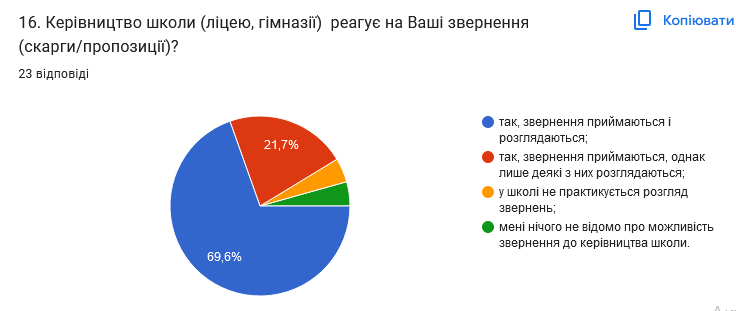 16. Керівництво школи (ліцею, гімназії)  реагує на Ваші звернення
(скарги/пропозиції)?
Копіювати
23 відповіді
21,7%
69,6%
так, звернення приймаються і
розглядаються;
так, звернення приймаються, однак
лише деякі з них розглядаються;
у школі не практикується розгляд
звернень;
мені нічого не відомо про можливість
звернення до керівництва школи.